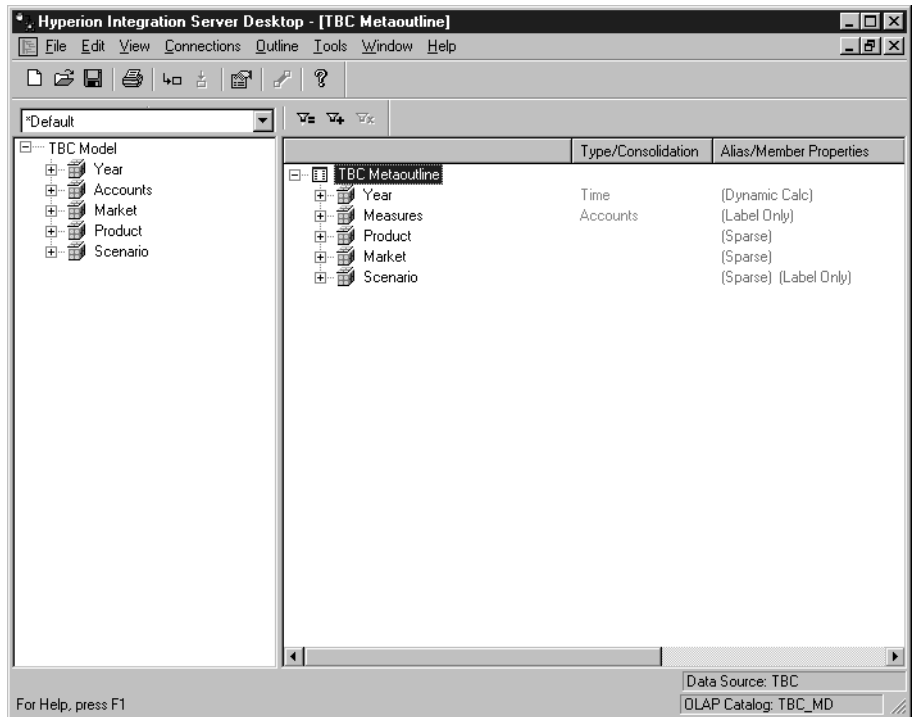 Hyperion Integration Server Desktop - [TBC Metaoutline]
File Edit View Connections Outline Tools Window Help
*Default
TBC Model
Year
Accounts
Market
Product
Scenario
Type/Consolidation Alias/Member Properties
TBC Metaoutline
Year Time (Dynamic Calc)
Measures Accounts (Label Only)
Product (Sparse)
Market (Sparse)
Scenario (Sparse) (Label Only)
Data Source: TBC
For Help, press F1 OLAP Catalog: TBC_MD